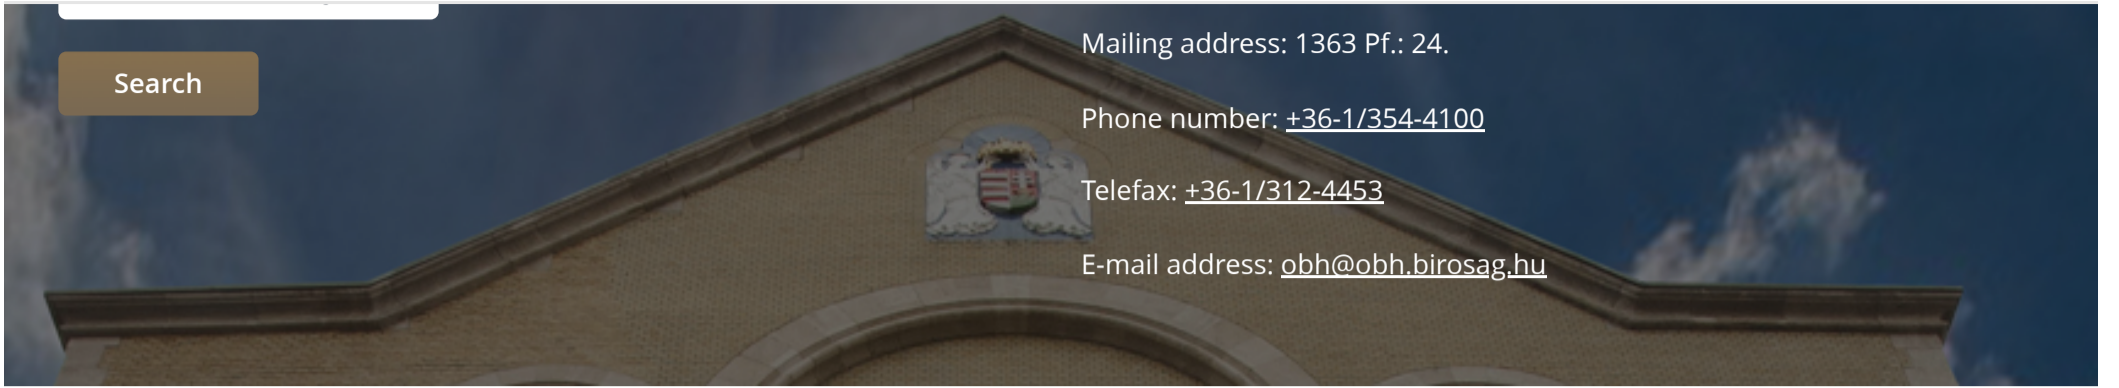 Search
Mailing address: 1363 Pf.: 24.
Phone number: +36-1/354-4100
Telefax: +36-1/312-4453
E-mail address: obh@obh.birosag.hu